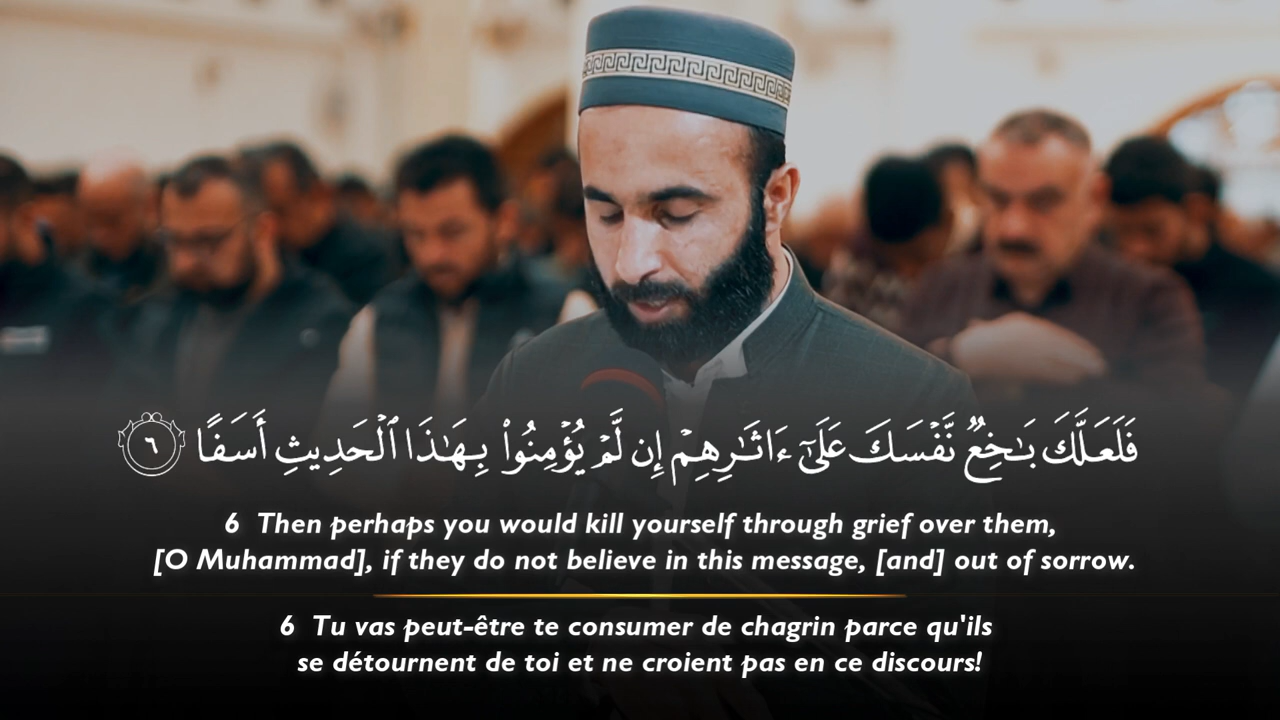 فَلَعَلَّكَ بَـٰخِعٌۭ نَّفْسَكَ عَلَىٰٓ ءَاثَـٰرِهِمْ إِن لَّمْ يُؤْمِنُوا۟ بِهَـٰذَا ٱلْحَدِيثِ أَسَفًا ٦
6 Then perhaps you would kill yourself through grief over them,
[O Muhammad], if they do not believe in this message, [and] out of sorrow.
6 Tu vas peut-être te consumer de chagrin parce qu'ils
se détournent de toi et ne croient pas en ce discours!